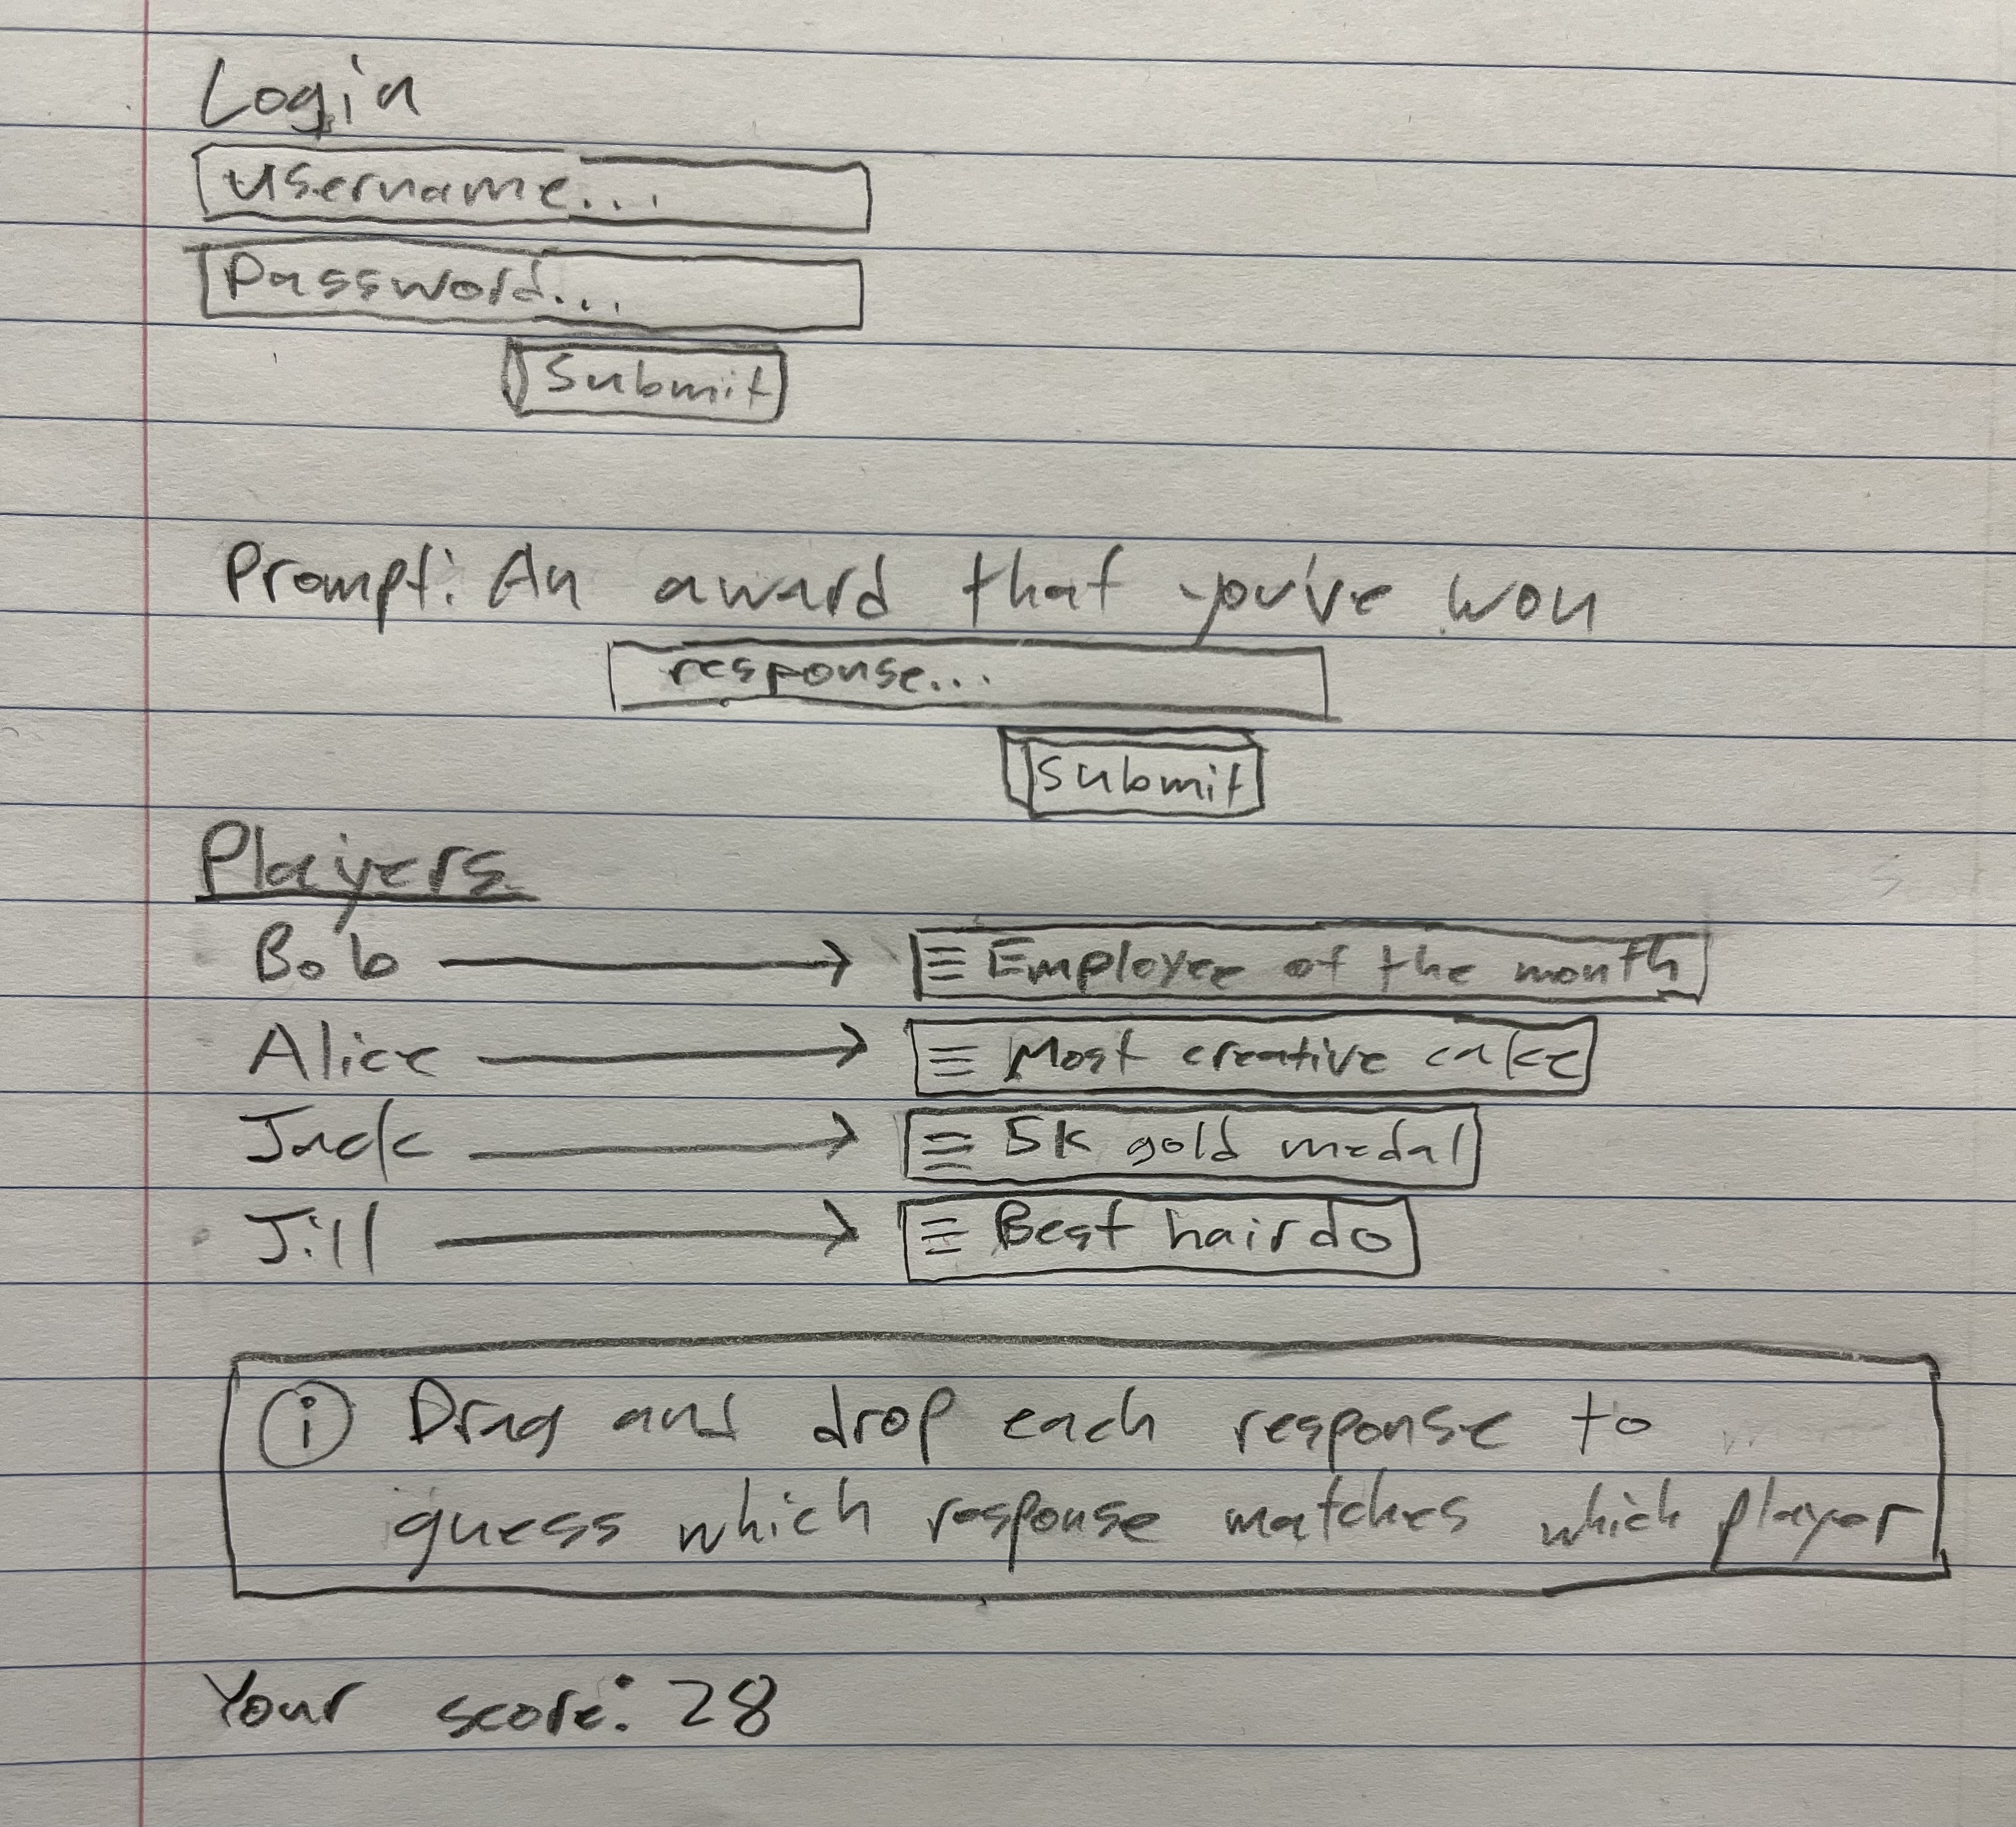 Login
username...
Password...
Submit
Prompt: An award that you've won
response...
Submit
Players
Bob → ≡ Employee of the month
Alice → ≡ Most creative cake
Jack → ≡ 5K gold medal
Jill → ≡ Best hairdo
ⓘ Drag and drop each response to
guess which response matches which player
Your score: 28